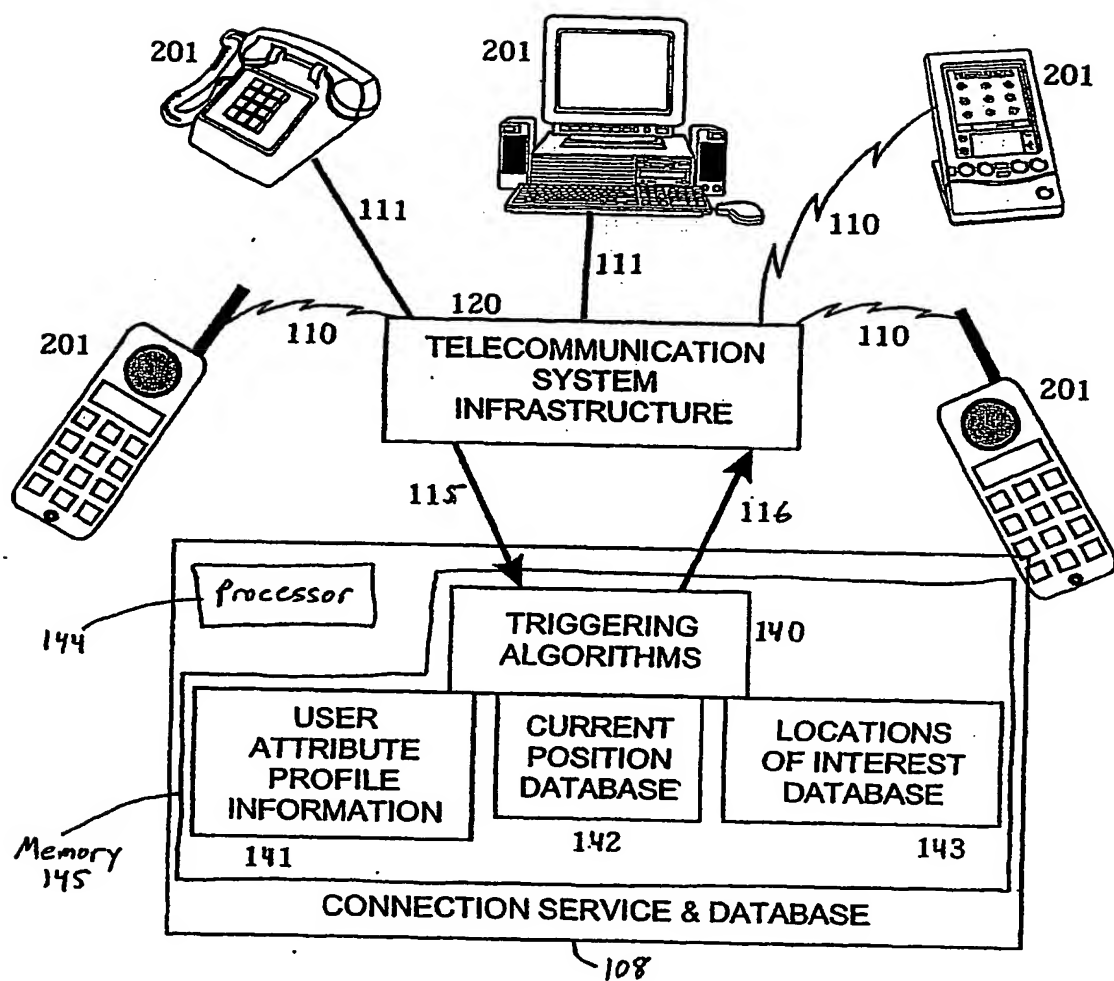 201
201
201
111
111
110
201
110
120
110
201
TELECOMMUNICATION
SYSTEM
INFRASTRUCTURE
115
116
Processor
144
TRIGGERING
ALGORITHMS
140
USER
ATTRIBUTE
PROFILE
INFORMATION
CURRENT
POSITION
DATABASE
LOCATIONS
OF INTEREST
DATABASE
Memory
145
141
142
143
CONNECTION SERVICE & DATABASE
108